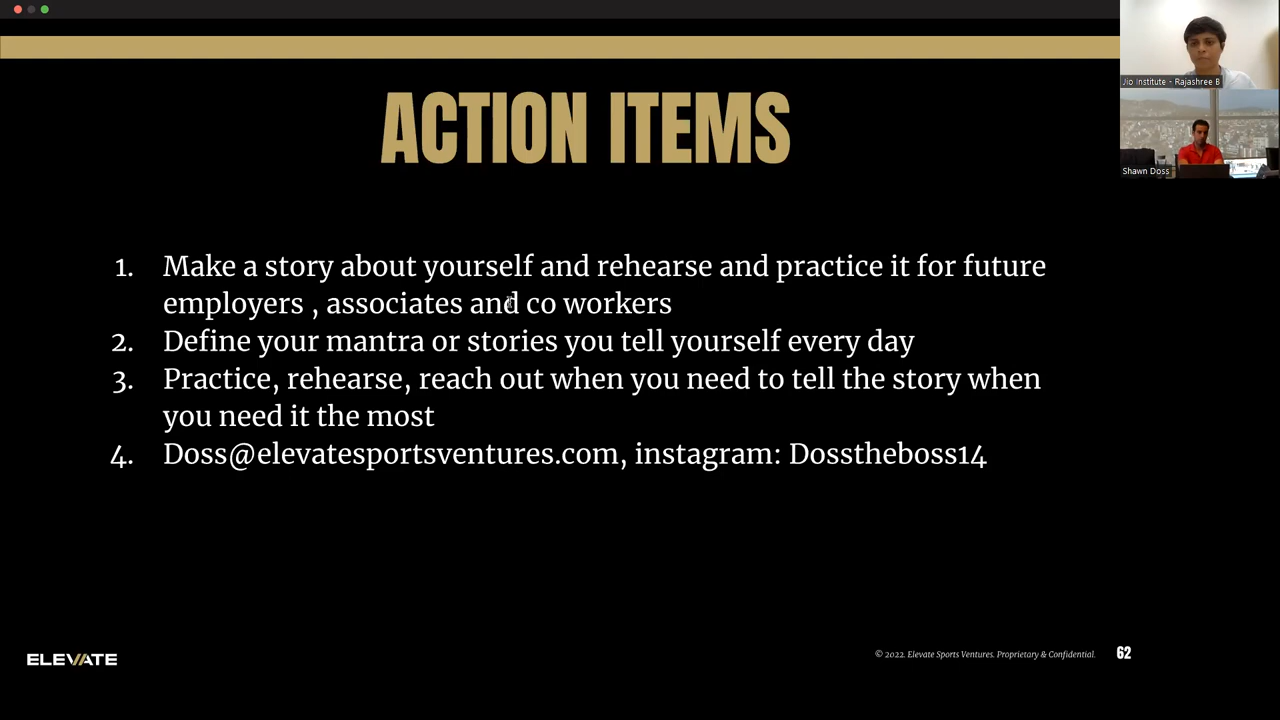 ACTION ITEMS
1. Make a story about yourself and rehearse and practice it for future
employers , associates and co workers
2. Define your mantra or stories you tell yourself every day
3. Practice, rehearse, reach out when you need to tell the story when
you need it the most
4. Doss@elevatesportsventures.com, instagram: Dosstheboss14
ELEVATE
© 2022. Elevate Sports Ventures. Proprietary & Confidential.
62
Jio Institute - Rajashree B
Shawn Doss